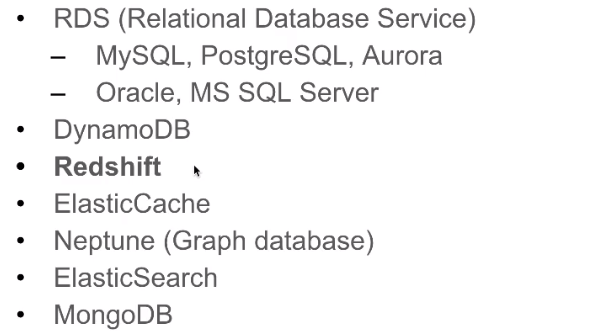 • RDS (Relational Database Service)
– MySQL, PostgreSQL, Aurora
– Oracle, MS SQL Server
• DynamoDB
• Redshift
• ElasticCache
• Neptune (Graph database)
• ElasticSearch
• MongoDB